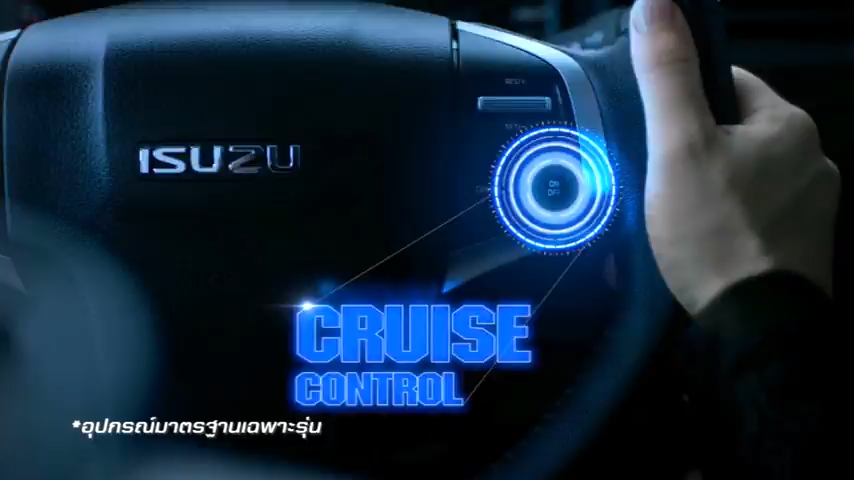 RES/+
ISUZU
ON
OFF
CRUISE
CONTROL
*อุปกรณ์มาตรฐานเฉพาะรุ่น